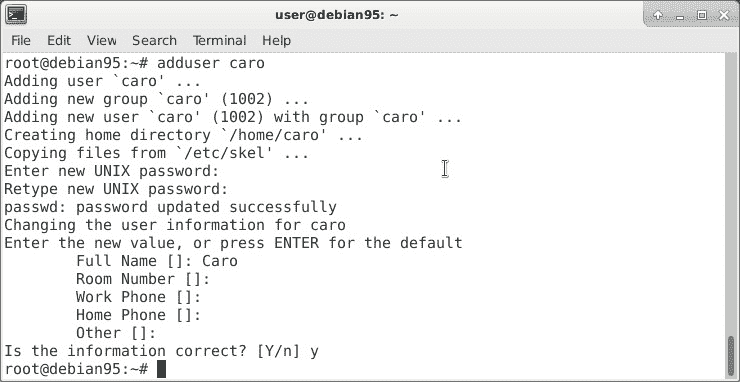 user@debian95: ~
File Edit View Search Terminal Help
root@debian95:~# adduser caro
Adding user `caro' ...
Adding new group `caro' (1002) ...
Adding new user `caro' (1002) with group `caro' ...
Creating home directory `/home/caro' ...
Copying files from `/etc/skel' ...
Enter new UNIX password:
Retype new UNIX password:
passwd: password updated successfully
Changing the user information for caro
Enter the new value, or press ENTER for the default
        Full Name []: Caro
        Room Number []:
        Work Phone []:
        Home Phone []:
        Other []:
Is the information correct? [Y/n] y
root@debian95:~#